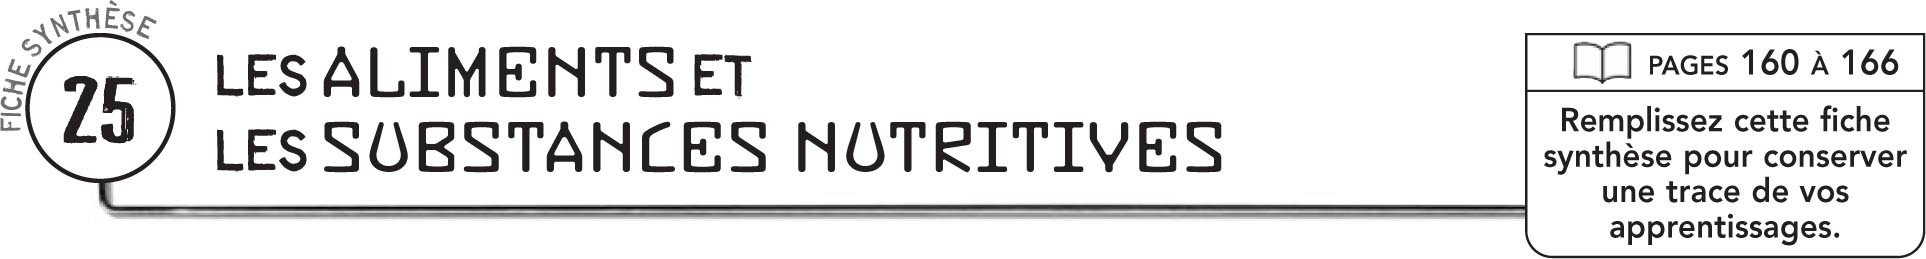 FICHE SYNTHÈSE
25
LES ALIMENTS ET
LES SUBSTANCES NUTRITIVES
PAGES 160 À 166
Remplissez cette fiche
synthèse pour conserver
une trace de vos
apprentissages.